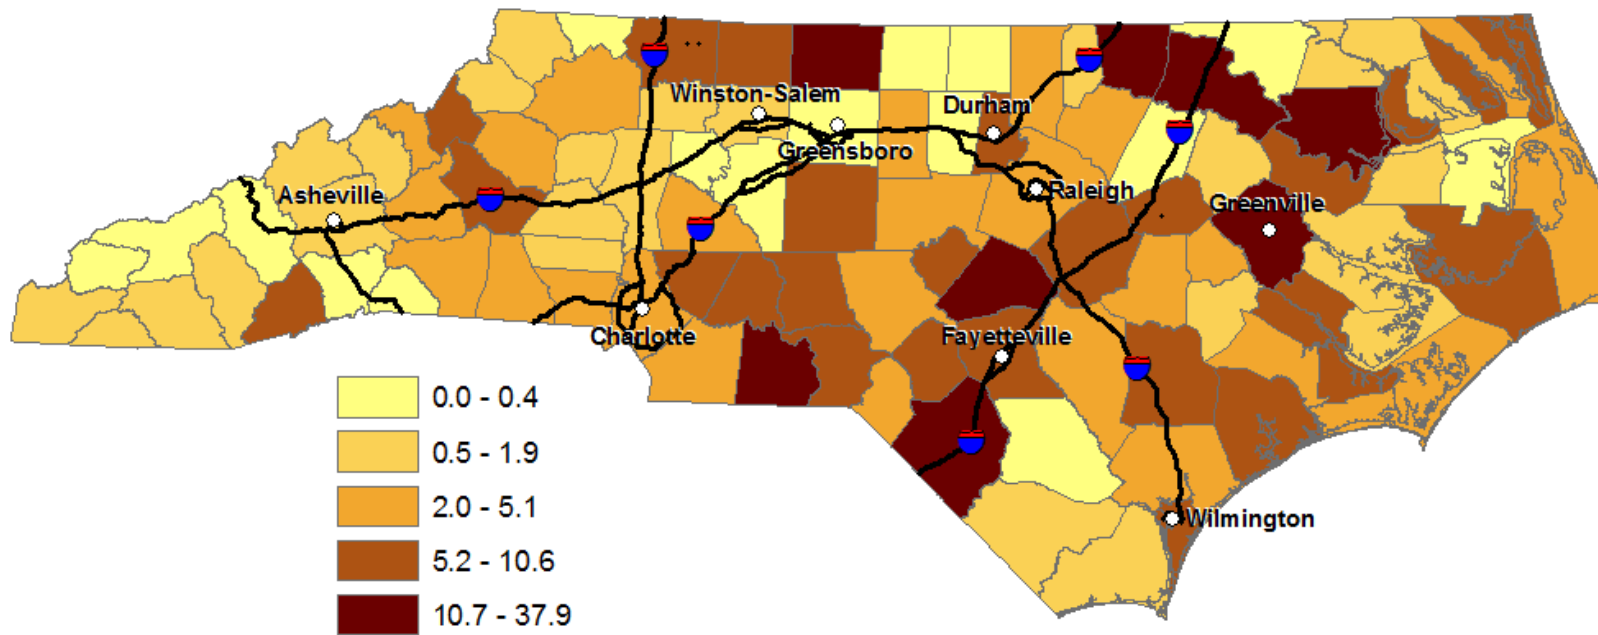 Winston-Salem
Durham
Greensboro
Asheville
Raleigh
Greenville
Charlotte
Fayetteville
Wilmington
0.0 - 0.4
0.5 - 1.9
2.0 - 5.1
5.2 - 10.6
10.7 - 37.9